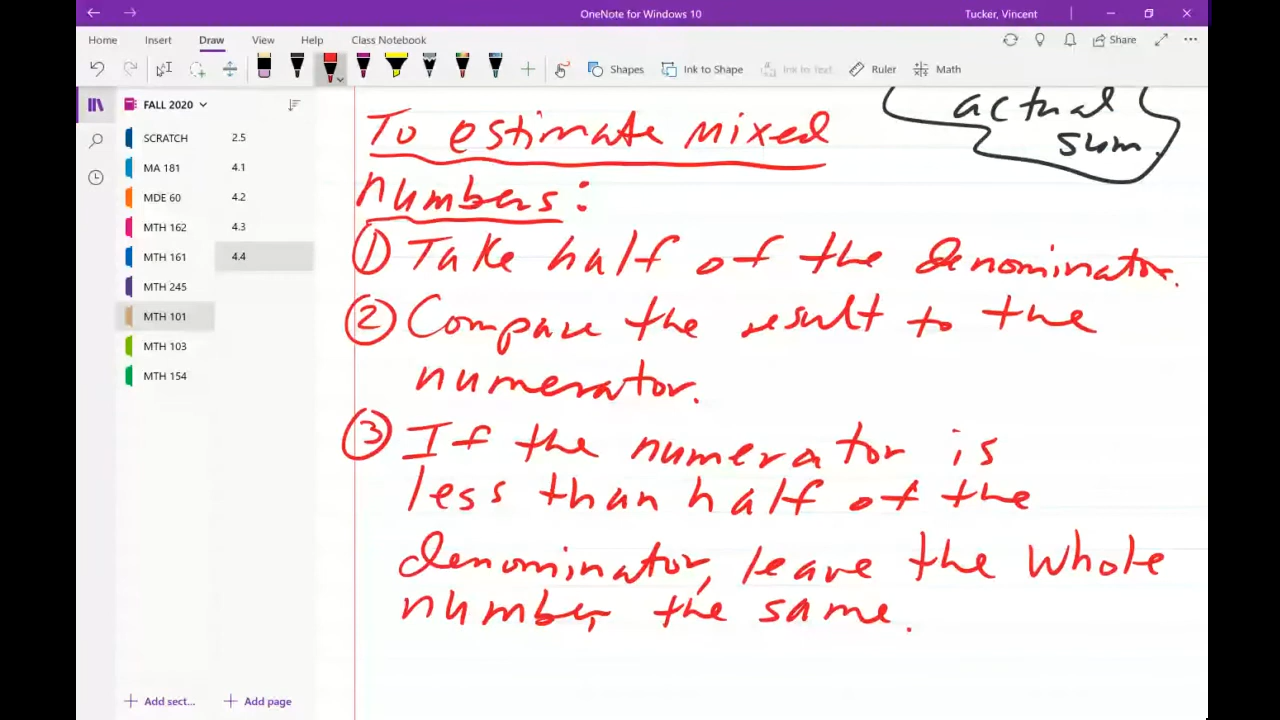 OneNote for Windows 10
Tucker, Vincent
Home Insert Draw View Help Class Notebook
Share
Shapes Ink to Shape Ink to Text Ruler Math
FALL 2020
SCRATCH
MA 181
MDE 60
MTH 162
MTH 161
MTH 245
MTH 101
MTH 103
MTH 154
2.5
4.1
4.2
4.3
4.4
Add sect...
Add page
actual
sum.
To estimate mixed
numbers:
① Take half of the denominator.
② Compare the result to the
numerator.
③ If the numerator is
less than half of the
denominator, leave the whole
number the same.